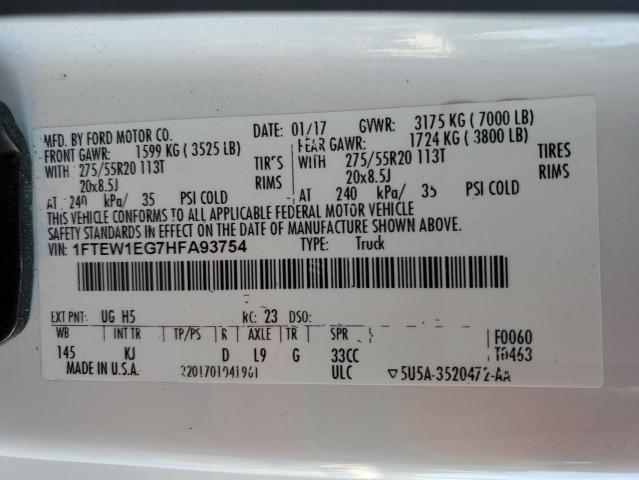 MFD. BY FORD MOTOR CO. DATE: 01/17 GVWR: 3175 KG ( 7000 LB)
FRONT GAWR: 1599 KG ( 3525 LB) REAR GAWR: 1724 KG ( 3800 LB)
WITH 275/55R20 113T TIRES WITH 275/55R20 113T TIRES
20x8.5J RIMS 20x8.5J RIMS
AT 240 kPa/ 35 PSI COLD AT 240 kPa/ 35 PSI COLD
THIS VEHICLE CONFORMS TO ALL APPLICABLE FEDERAL MOTOR VEHICLE
SAFETY STANDARDS IN EFFECT ON THE DATE OF MANUFACTURE SHOWN ABOVE.
VIN: 1FTEW1EG7HFA93754 TYPE: Truck
EXT PNT: UG H5 RC: 23 DSO:
WB INT TR TP/PS R AXLE TR SPR F0060
145 KJ D L9 G 33CC T0463
MADE IN U.S.A. ULC 5U5A-3520472-AA